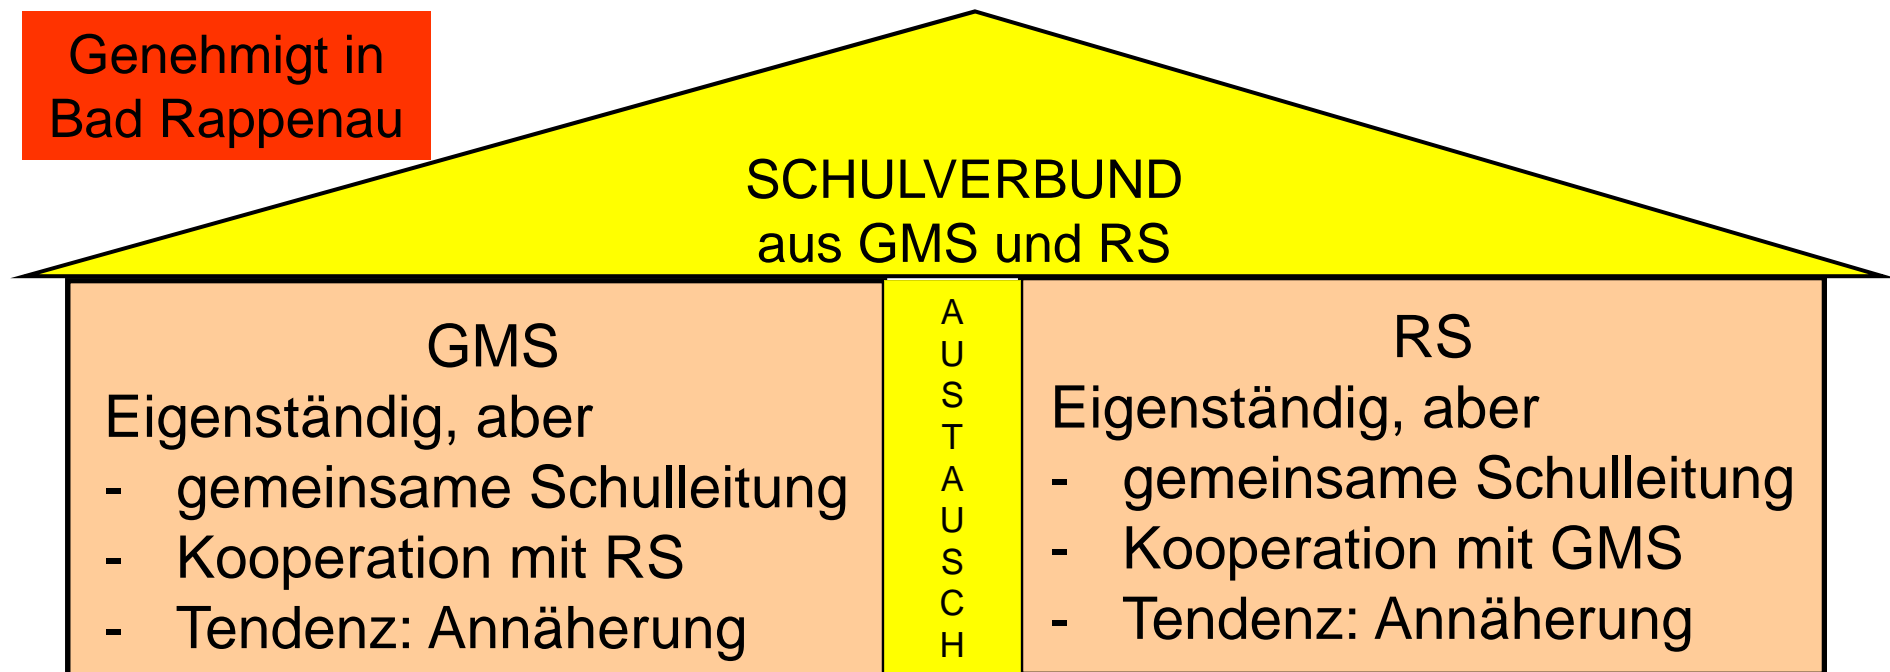 Genehmigt in
Bad Rappenau
SCHULVERBUND
aus GMS und RS
GMS
Eigenständig, aber
- gemeinsame Schulleitung
- Kooperation mit RS
- Tendenz: Annäherung
A
U
S
T
A
U
S
C
H
RS
Eigenständig, aber
- gemeinsame Schulleitung
- Kooperation mit GMS
- Tendenz: Annäherung